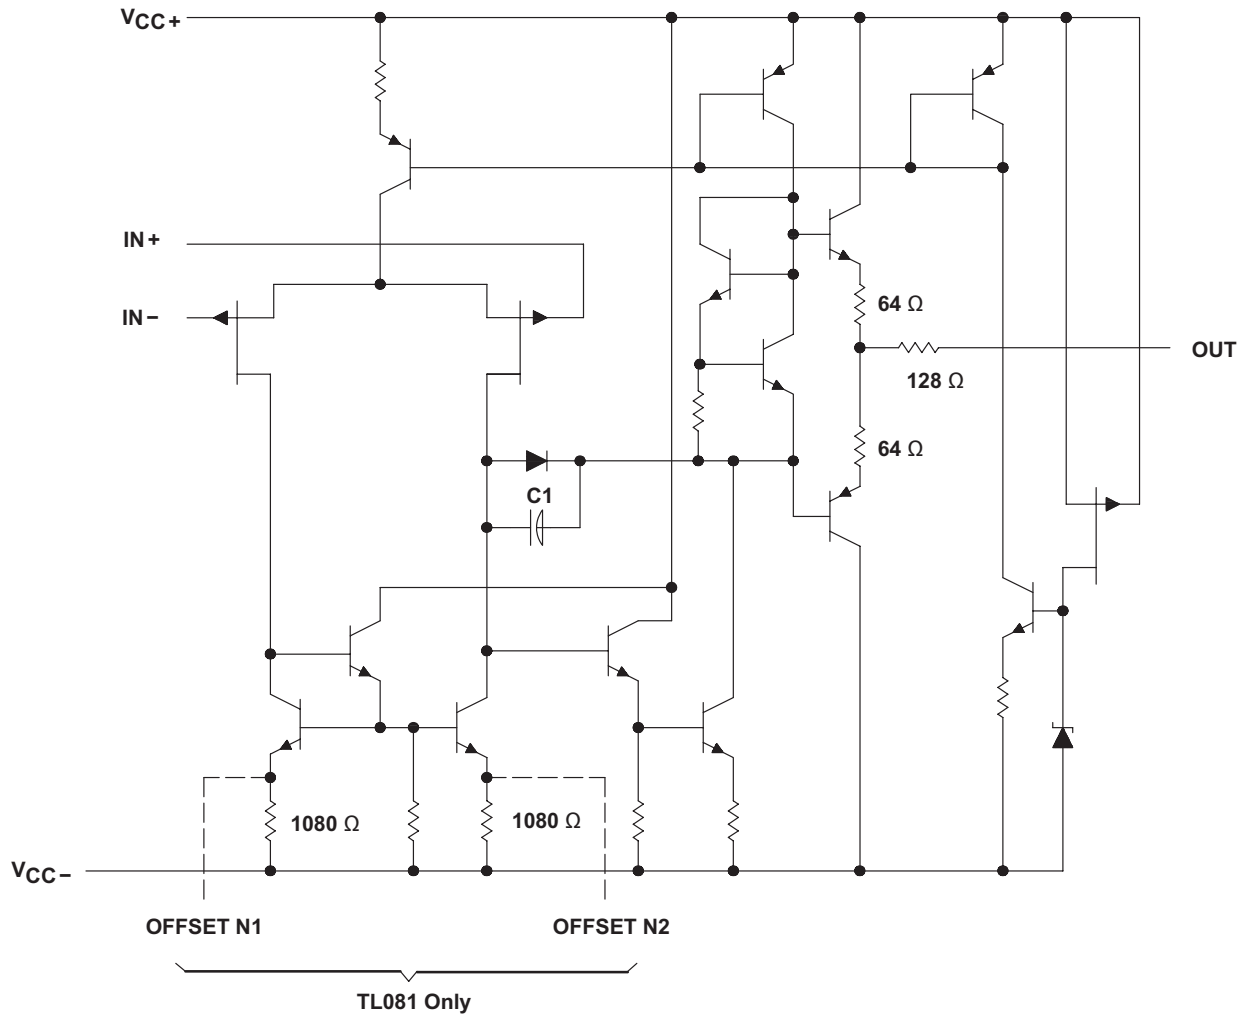 VCC+
IN+
IN−
64 Ω
OUT
128 Ω
64 Ω
C1
1080 Ω
1080 Ω
VCC−
OFFSET N1
OFFSET N2
TL081 Only